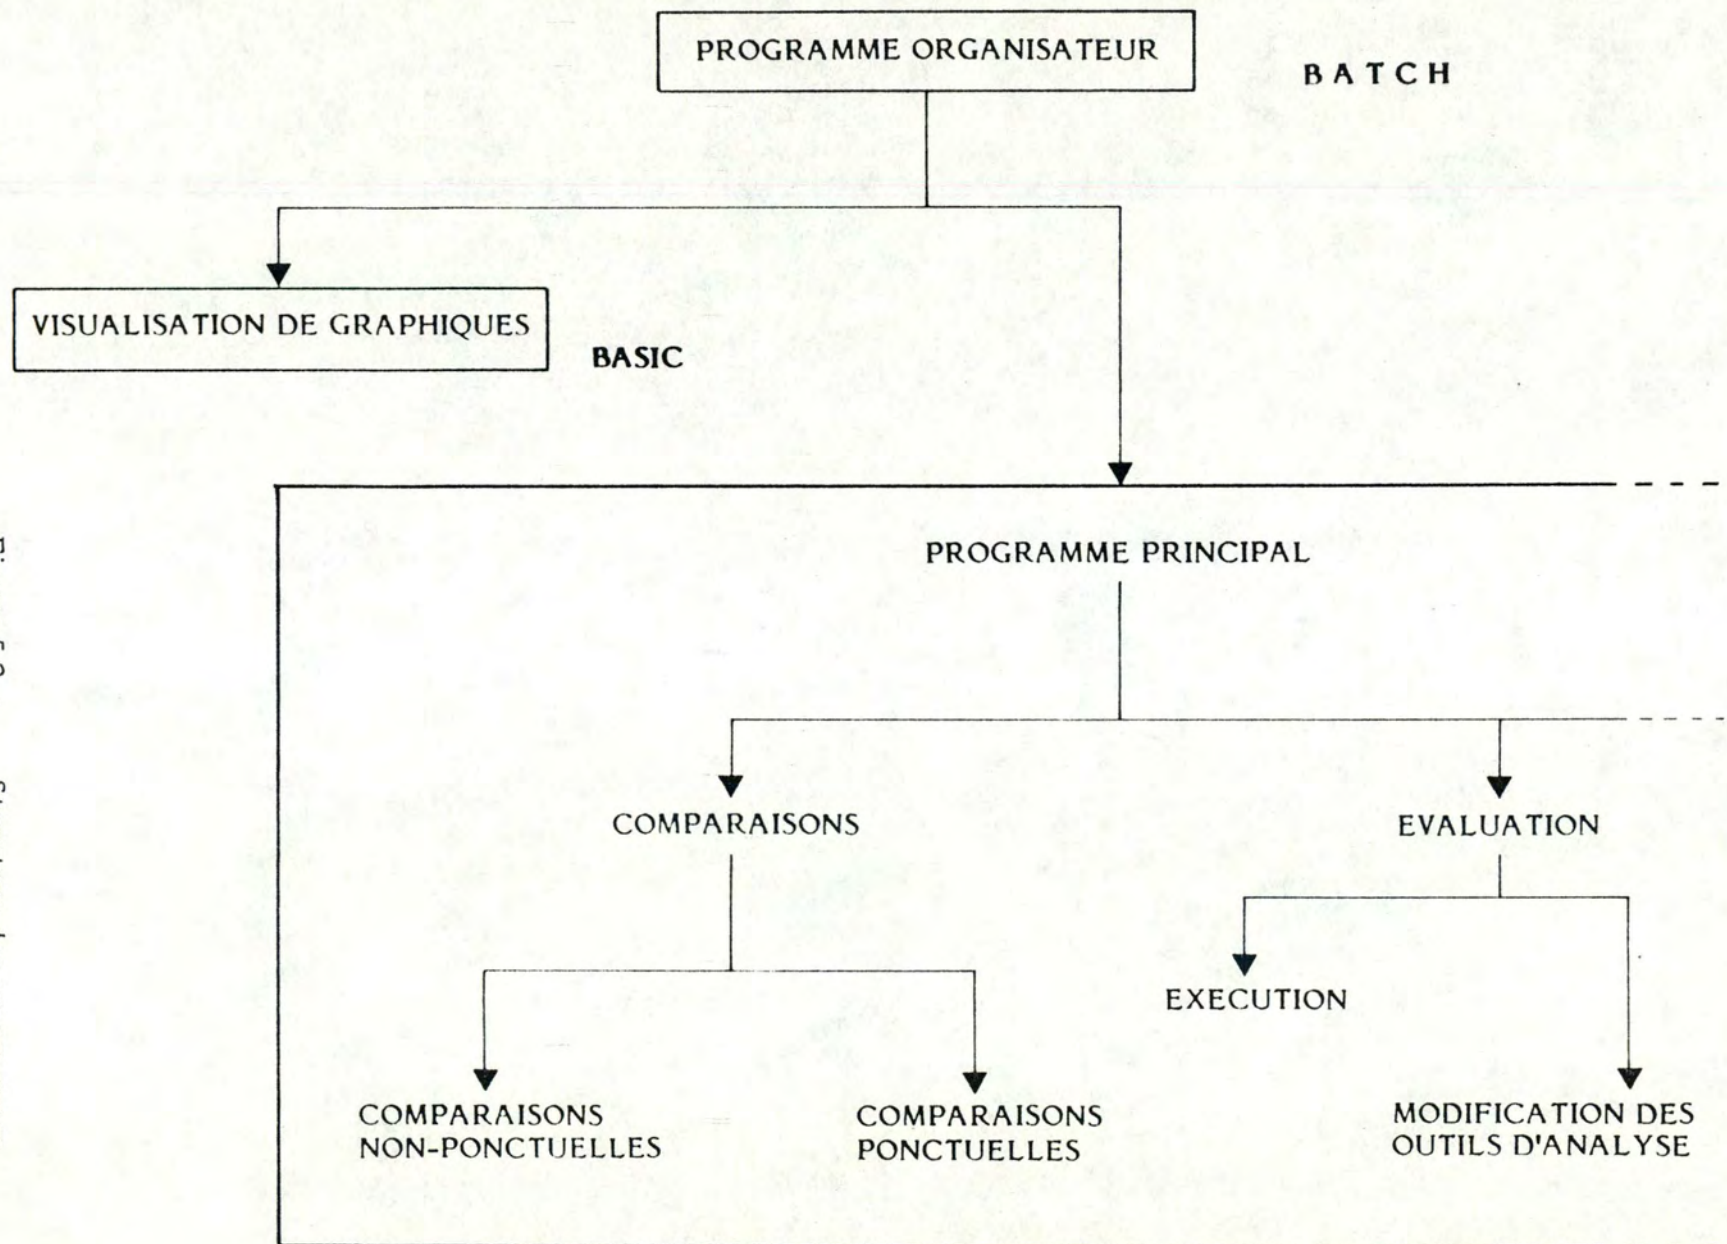 PROGRAMME ORGANISATEUR
BATCH
VISUALISATION DE GRAPHIQUES
BASIC
PROGRAMME PRINCIPAL
COMPARAISONS
EVALUATION
EXECUTION
COMPARAISONS
NON-PONCTUELLES
COMPARAISONS
PONCTUELLES
MODIFICATION DES
OUTILS D'ANALYSE